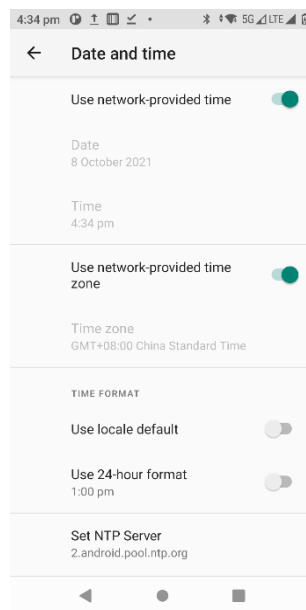 4:34 pm 5G LTE
Date and time
Use network-provided time
Date
8 October 2021
Time
4:34 pm
Use network-provided time
zone
Time zone
GMT+08:00 China Standard Time
TIME FORMAT
Use locale default
Use 24-hour format
1:00 pm
Set NTP Server
2.android.pool.ntp.org